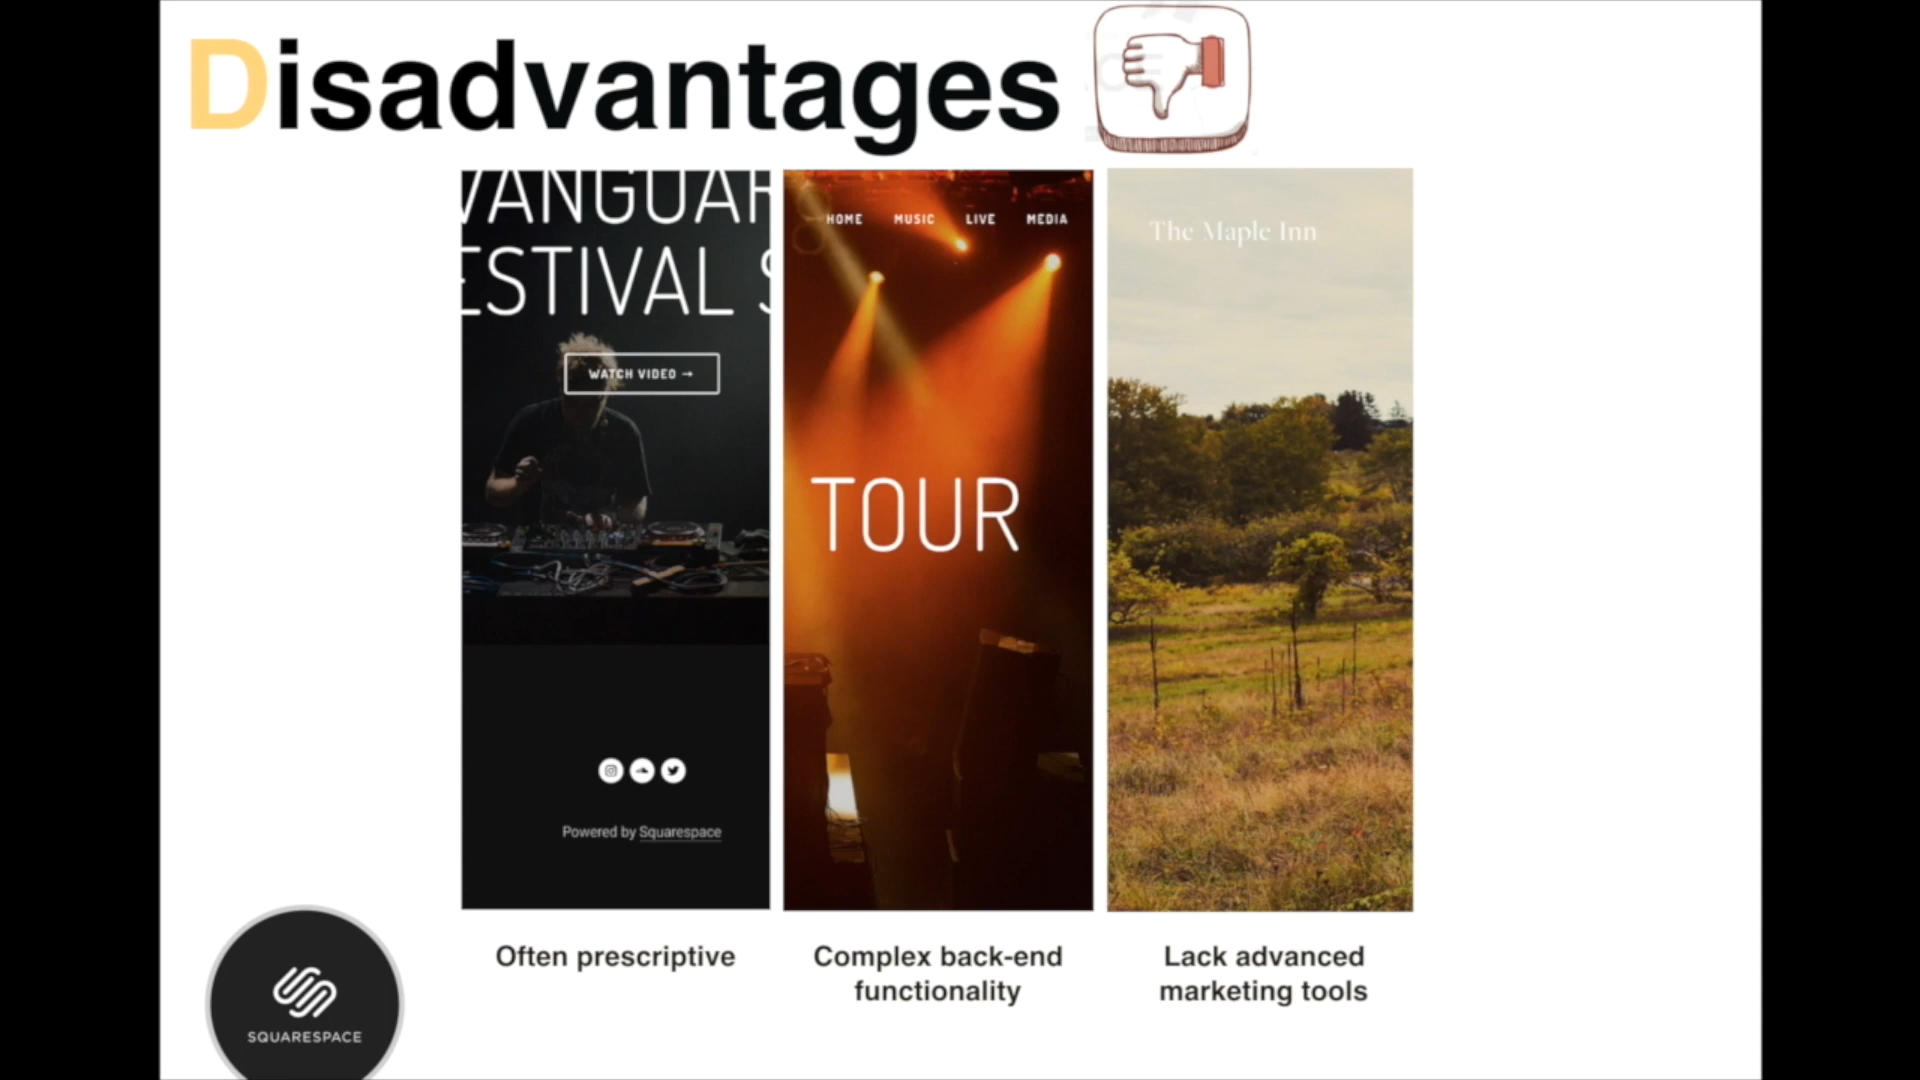 Disadvantages
VANGUAR
ESTIVAL S
WATCH VIDEO →
Powered by Squarespace
HOME MUSIC LIVE MEDIA
TOUR
The Maple Inn
Often prescriptive
Complex back-end
functionality
Lack advanced
marketing tools
SQUARESPACE